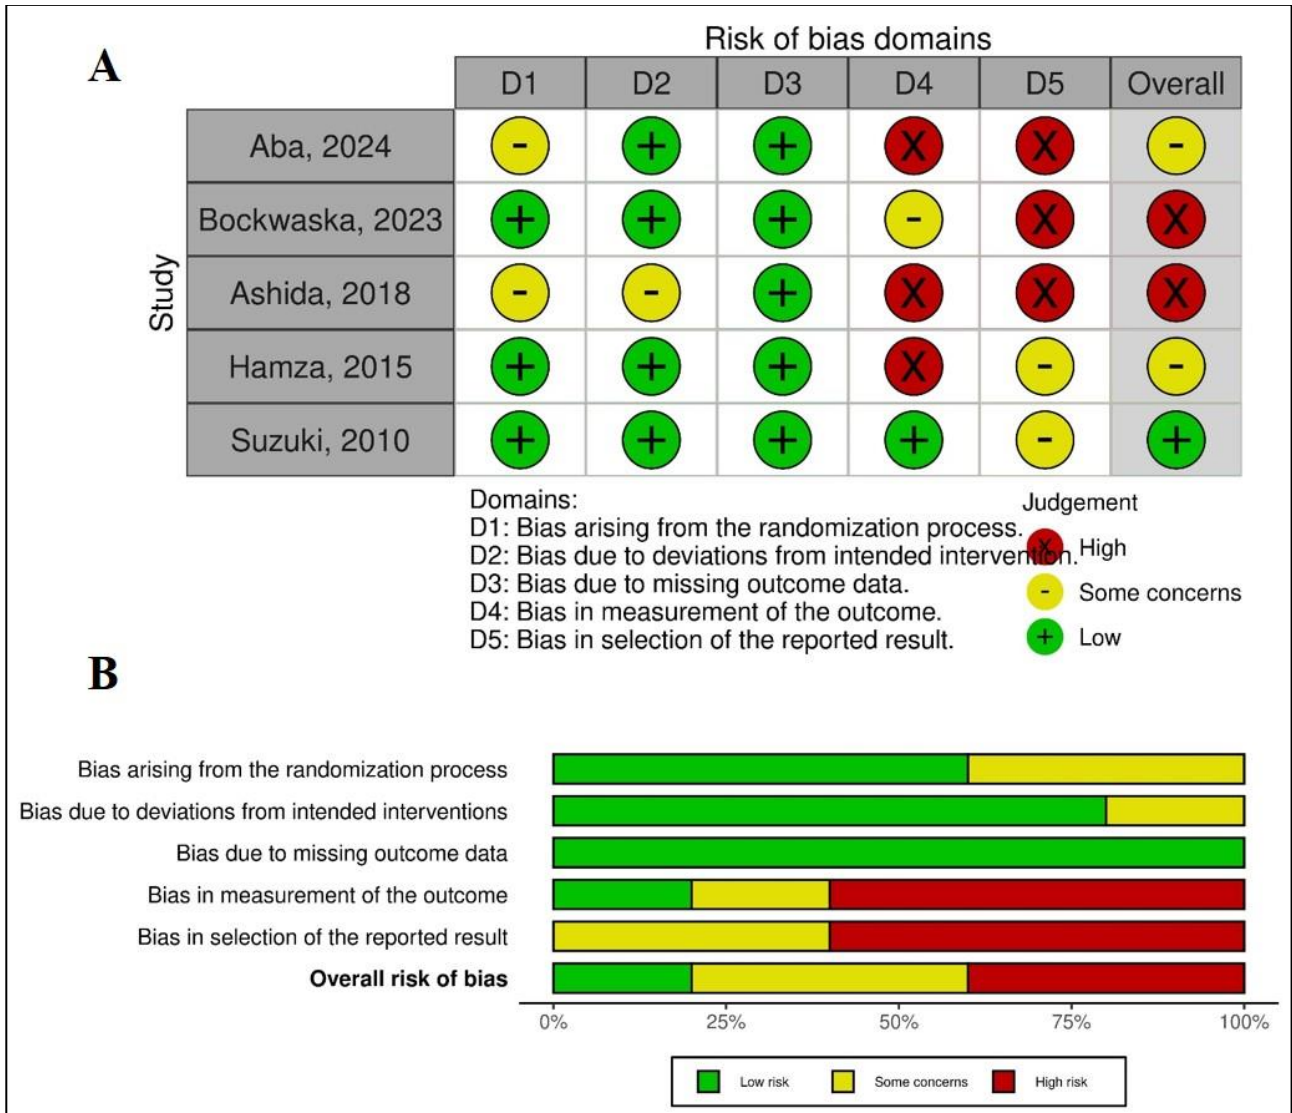 A
Risk of bias domains
D1 D2 D3 D4 D5 Overall
Study
Aba, 2024 - + + X X -
Bockwaska, 2023 + + + - X X
Ashida, 2018 - - + X X X
Hamza, 2015 + + + X - -
Suzuki, 2010 + + + + - +
Domains:
D1: Bias arising from the randomization process.
D2: Bias due to deviations from intended intervention.
D3: Bias due to missing outcome data.
D4: Bias in measurement of the outcome.
D5: Bias in selection of the reported result.
Judgement
X High
- Some concerns
+ Low
B
Bias arising from the randomization process
Bias due to deviations from intended interventions
Bias due to missing outcome data
Bias in measurement of the outcome
Bias in selection of the reported result
Overall risk of bias
0% 25% 50% 75% 100%
Low risk Some concerns High risk